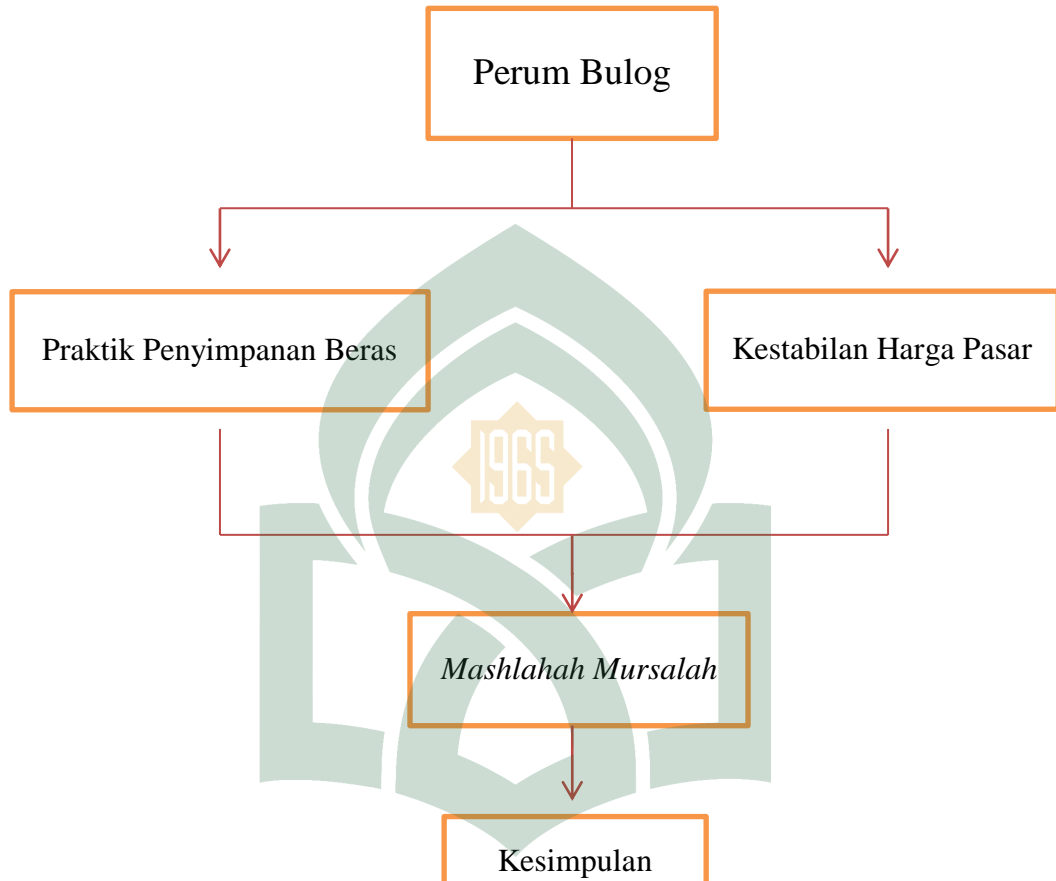 Perum Bulog
Praktik Penyimpanan Beras
Kestabilan Harga Pasar
1965
Mashlahah Mursalah
Kesimpulan